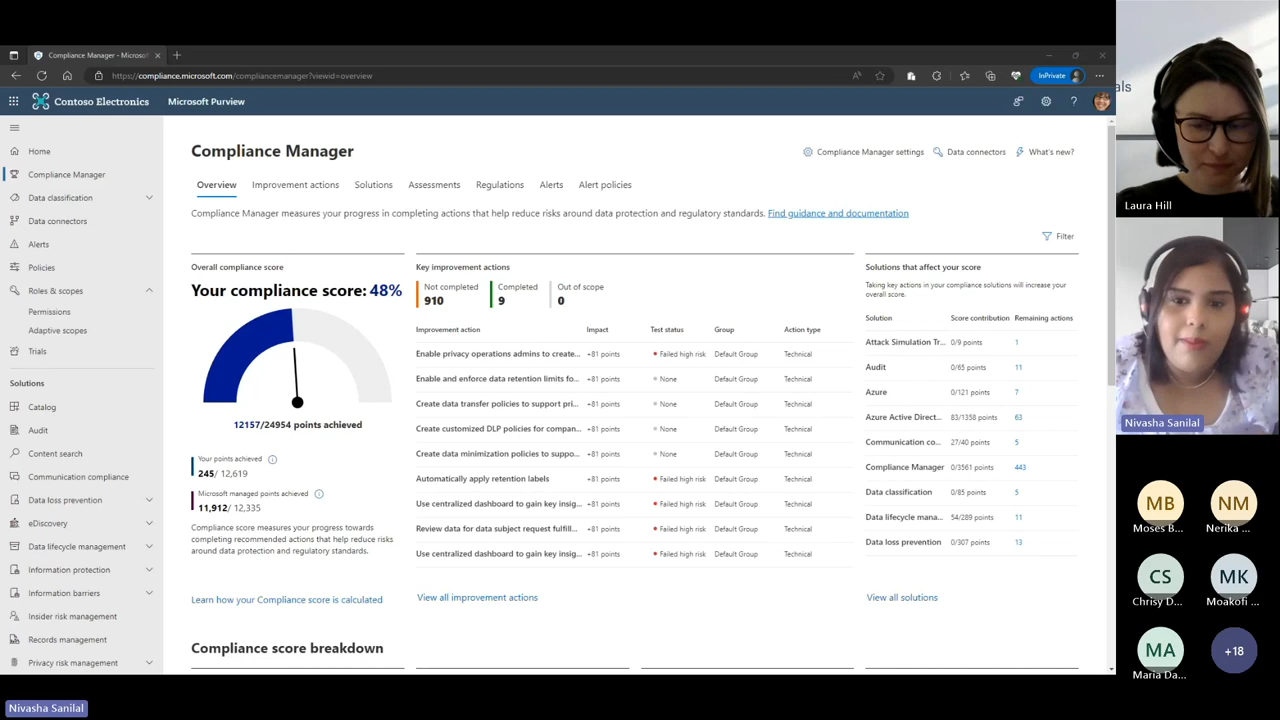 Compliance Manager - Microsof
https://compliance.microsoft.com/compliancemanager?viewid=overview
InPrivate
Contoso Electronics
Microsoft Purview
Home
Compliance Manager
Data classification
Data connectors
Alerts
Policies
Roles & scopes
Permissions
Adaptive scopes
Trials
Solutions
Catalog
Audit
Content search
Communication compliance
Data loss prevention
eDiscovery
Data lifecycle management
Information protection
Information barriers
Insider risk management
Records management
Privacy risk management
Compliance Manager
Compliance Manager settings
Data connectors
What's new?
Overview Improvement actions Solutions Assessments Regulations Alerts Alert policies
Compliance Manager measures your progress in completing actions that help reduce risks around data protection and regulatory standards. Find guidance and documentation
Filter
Overall compliance score
Your compliance score: 48%
12157/24954 points achieved
Your points achieved
245/ 12,619
Microsoft managed points achieved
11,912/ 12,335
Compliance score measures your progress towards
completing recommended actions that help reduce risks
around data protection and regulatory standards.
Learn how your Compliance score is calculated
Key improvement actions
Not completed Completed Out of scope
910 9 0
Improvement action Impact Test status Group Action type
Enable privacy operations admins to create... +81 points Failed high risk Default Group Technical
Enable and enforce data retention limits fo... +81 points None Default Group Technical
Create data transfer policies to support pri... +81 points None Default Group Technical
Create customized DLP policies for compan... +81 points None Default Group Technical
Create data minimization policies to suppo... +81 points None Default Group Technical
Automatically apply retention labels +81 points Failed high risk Default Group Technical
Use centralized dashboard to gain key insig... +81 points Failed high risk Default Group Technical
Review data for data subject request fulfill... +81 points Failed high risk Default Group Technical
Use centralized dashboard to gain key insig... +81 points Failed high risk Default Group Technical
View all improvement actions
Solutions that affect your score
Taking key actions in your compliance solutions will increase your
overall score.
Solution Score contribution Remaining actions
Attack Simulation Tr... 0/9 points 1
Audit 0/65 points 11
Azure 0/121 points 7
Azure Active Direct... 83/1358 points 63
Communication co... 27/40 points 5
Compliance Manager 0/3561 points 443
Data classification 0/85 points 5
Data lifecycle mana... 54/289 points 11
Data loss prevention 0/307 points 13
View all solutions
Compliance score breakdown
als
Laura Hill
Nivasha Sanilal
MB
Moses B...
NM
Nerika ...
CS
Chrisy D...
MK
Moakofi ...
MA
Maria Da...
+18
Nivasha Sanilal